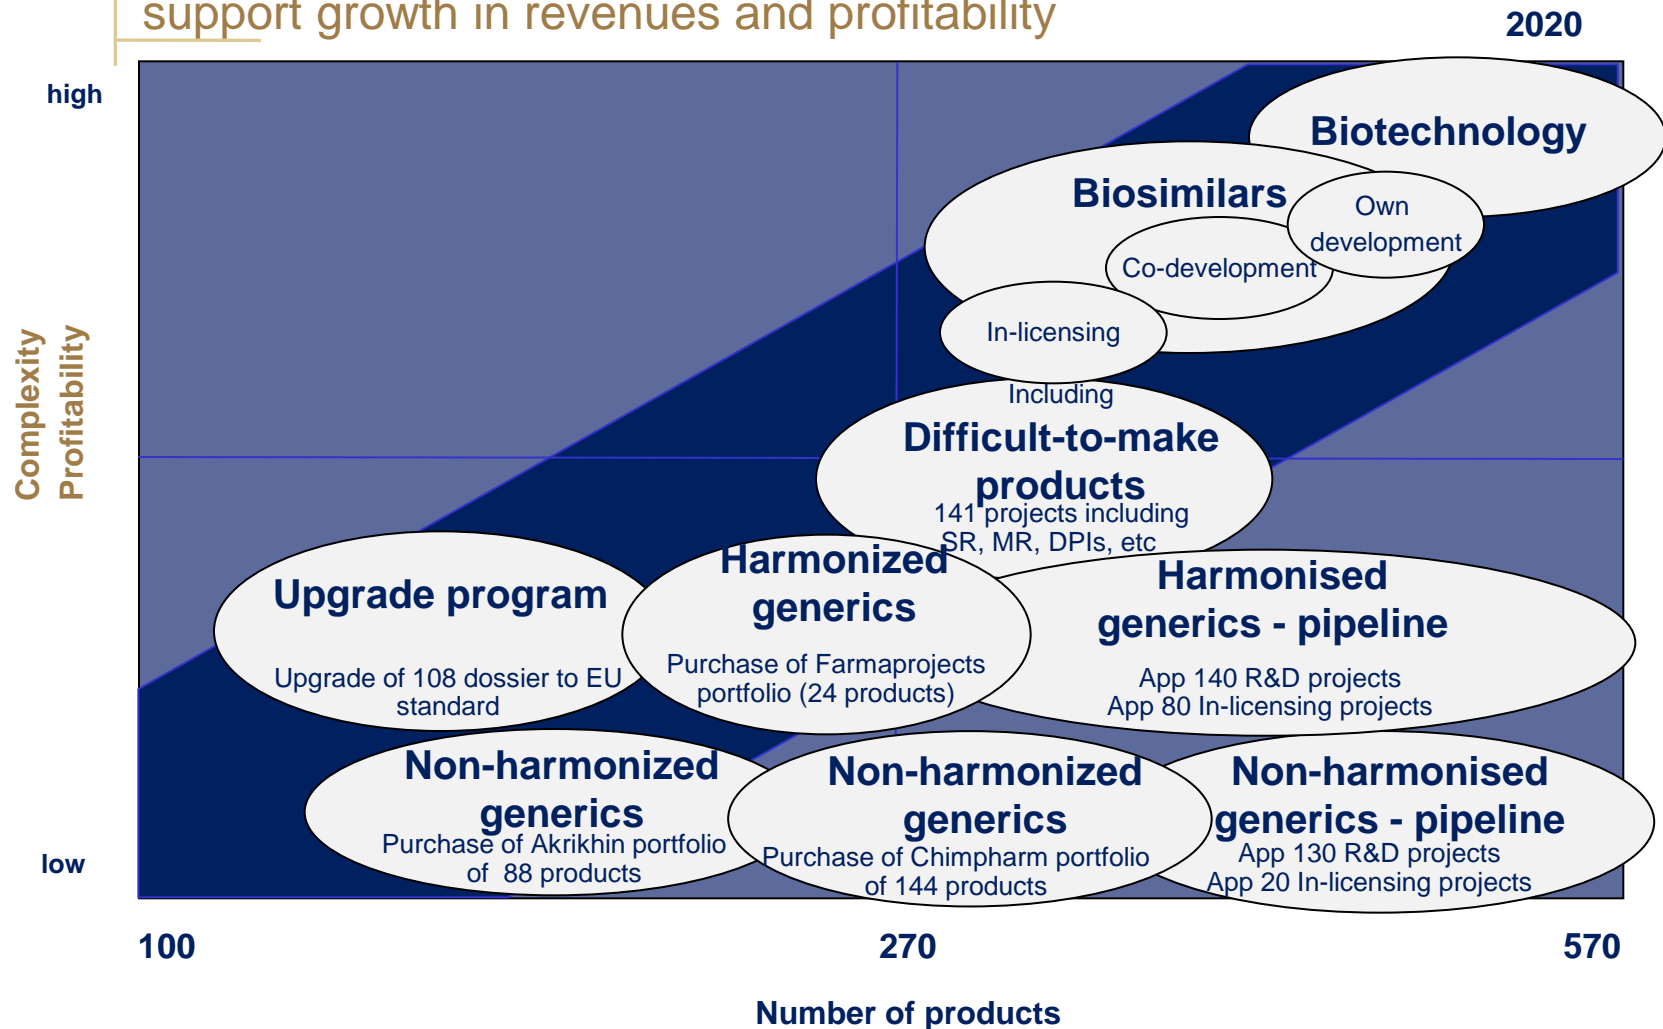 support growth in revenues and profitability
2020
high
Biotechnology
Biosimilars
Own
development
Co-development
In-licensing
Complexity
Profitability
Including
Difficult-to-make
products
141 projects including
SR, MR, DPIs, etc
Upgrade program
Upgrade of 108 dossier to EU
standard
Harmonized
generics
Purchase of Farmaprojects
portfolio (24 products)
Harmonised
generics - pipeline
App 140 R&D projects
App 80 In-licensing projects
Non-harmonized
generics
Purchase of Akrikhin portfolio
of 88 products
Non-harmonized
generics
Purchase of Chimpharm portfolio
of 144 products
Non-harmonised
generics - pipeline
App 130 R&D projects
App 20 In-licensing projects
low
100
270
570
Number of products